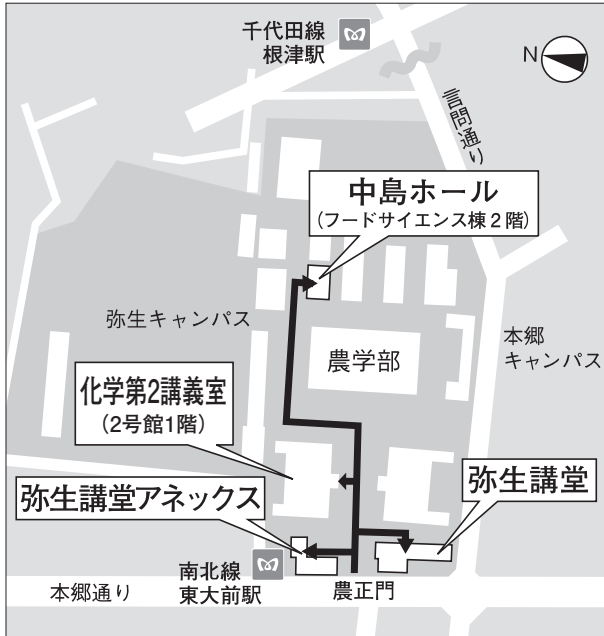 千代田線
根津駅
N
言問通り
中島ホール
(フードサイエンス棟2階)
弥生キャンパス
農学部
本郷
キャンパス
化学第2講義室
(2号館1階)
弥生講堂アネックス
弥生講堂
南北線
東大前駅
本郷通り
農正門